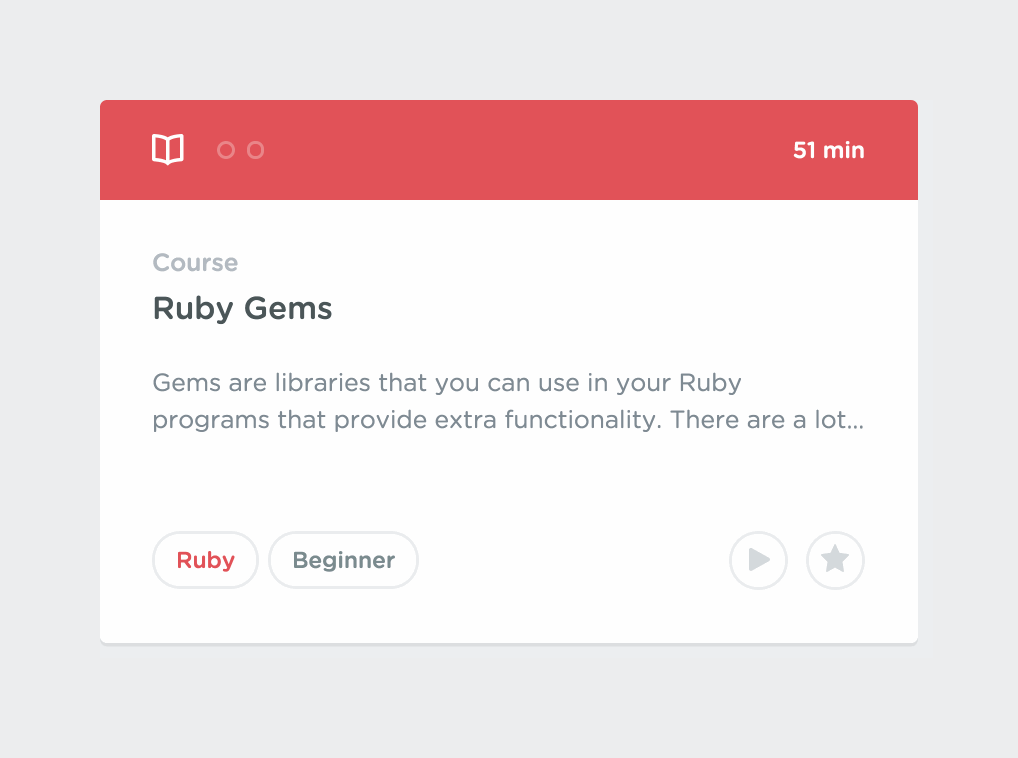 51 min
Course
Ruby Gems
Gems are libraries that you can use in your Ruby
programs that provide extra functionality. There are a lot...
Ruby
Beginner